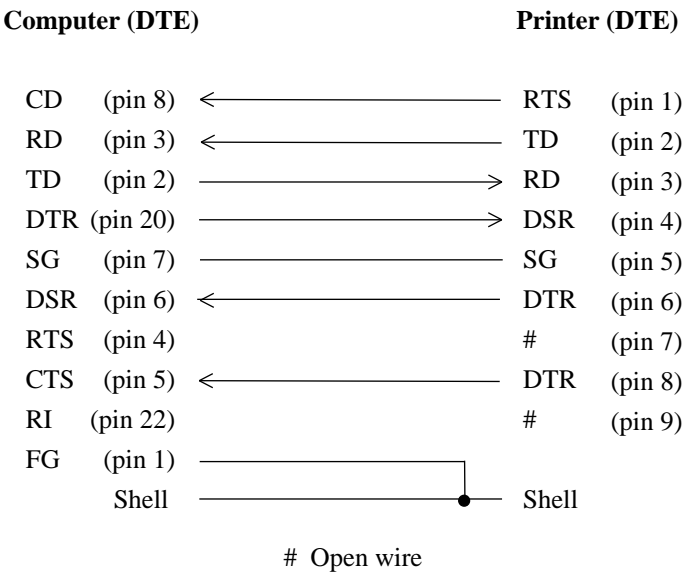 Computer (DTE) Printer (DTE)
CD (pin 8) RTS (pin 1)
RD (pin 3) TD (pin 2)
TD (pin 2) RD (pin 3)
DTR (pin 20) DSR (pin 4)
SG (pin 7) SG (pin 5)
DSR (pin 6) DTR (pin 6)
RTS (pin 4) # (pin 7)
CTS (pin 5) DTR (pin 8)
RI (pin 22) # (pin 9)
FG (pin 1)
Shell Shell
# Open wire